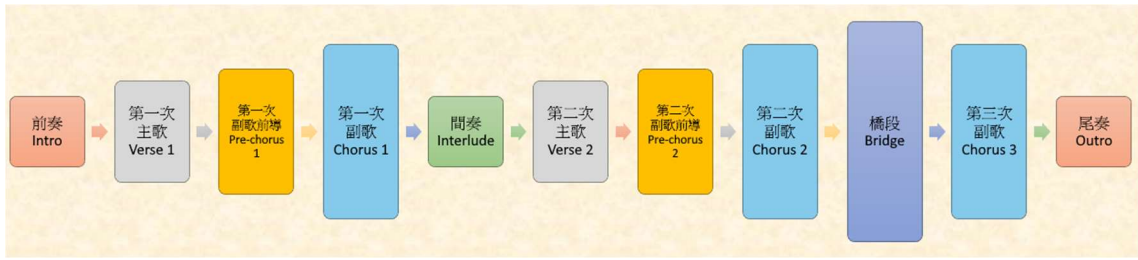 前奏
Intro
第一次
主歌
Verse 1
第一次
副歌前導
Pre-chorus
1
第一次
副歌
Chorus 1
間奏
Interlude
第二次
主歌
Verse 2
第二次
副歌前導
Pre-chorus
2
第二次
副歌
Chorus 2
橋段
Bridge
第三次
副歌
Chorus 3
尾奏
Outro